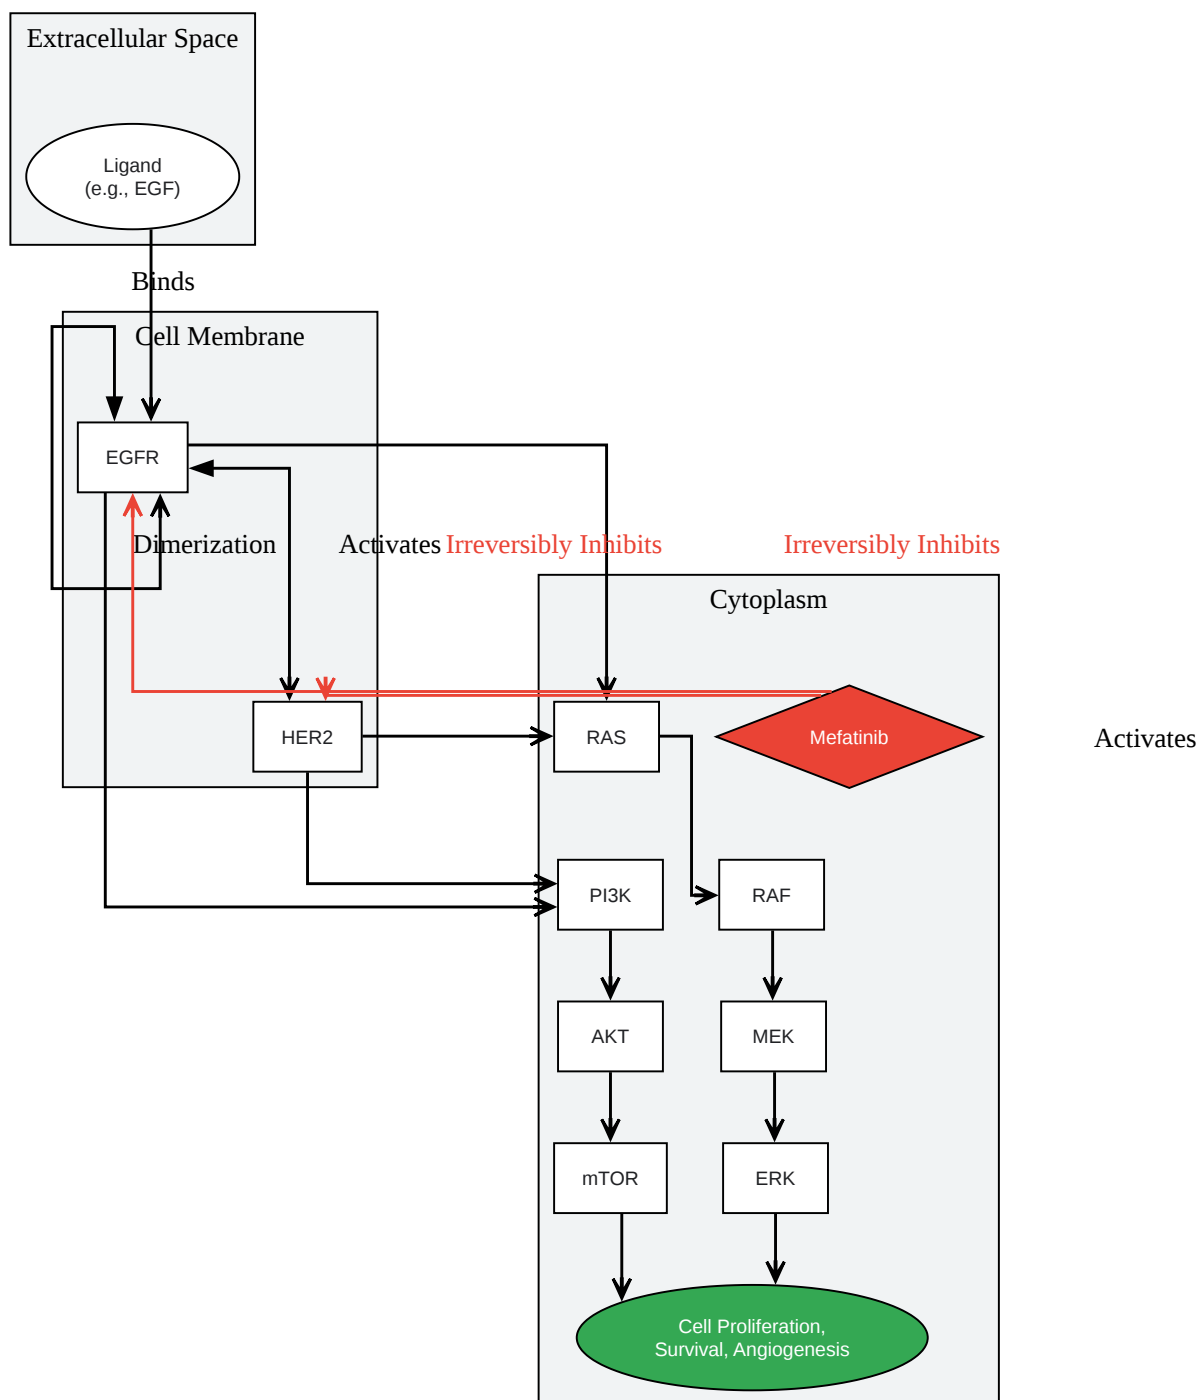 Extracellular Space
Ligand
(e.g., EGF)
Binds
Cell Membrane
EGFR
Dimerization
Activates
Irreversibly Inhibits
Irreversibly Inhibits
Cytoplasm
HER2
RAS
Mefatinib
Activates
PI3K
RAF
AKT
MEK
mTOR
ERK
Cell Proliferation,
Survival, Angiogenesis